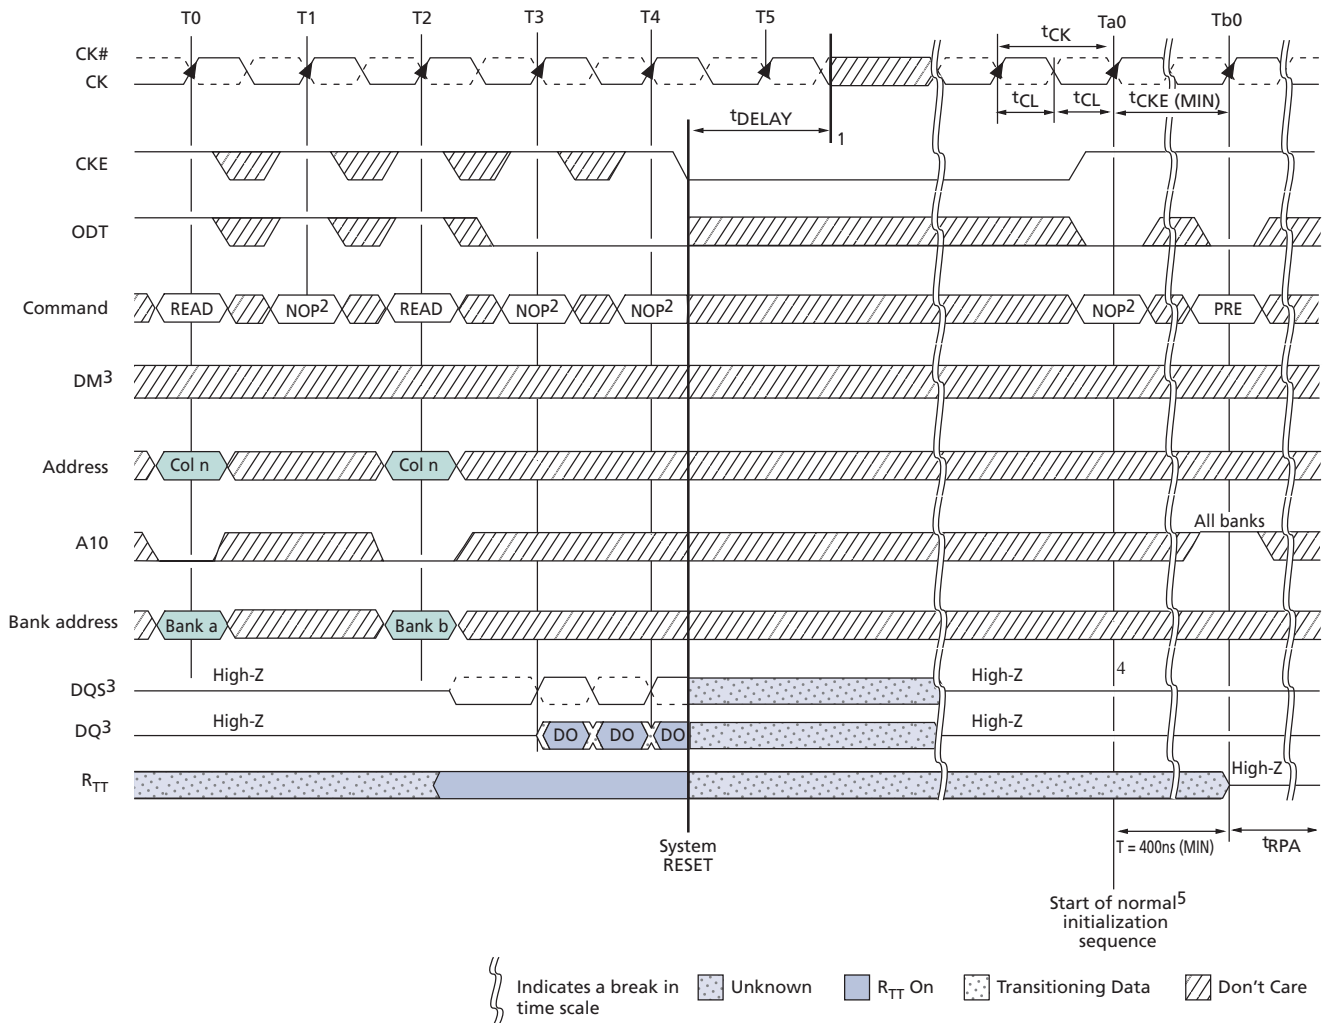 T0 T1 T2 T3 T4 T5 Ta0 Tb0
CK#
CK
tCK
tCL tCL tCKE (MIN)
tDELAY
1
CKE
ODT
Command READ NOP2 READ NOP2 NOP2 NOP2 PRE
DM3
Address Col n Col n
A10 All banks
Bank address Bank a Bank b
DQS3 High-Z High-Z 4
DQ3 High-Z DO DO DO High-Z
RTT High-Z
System
RESET
T = 400ns (MIN) tRPA
Start of normal5
initialization
sequence
Indicates a break in
time scale
Unknown
RTT On
Transitioning Data
Don't Care